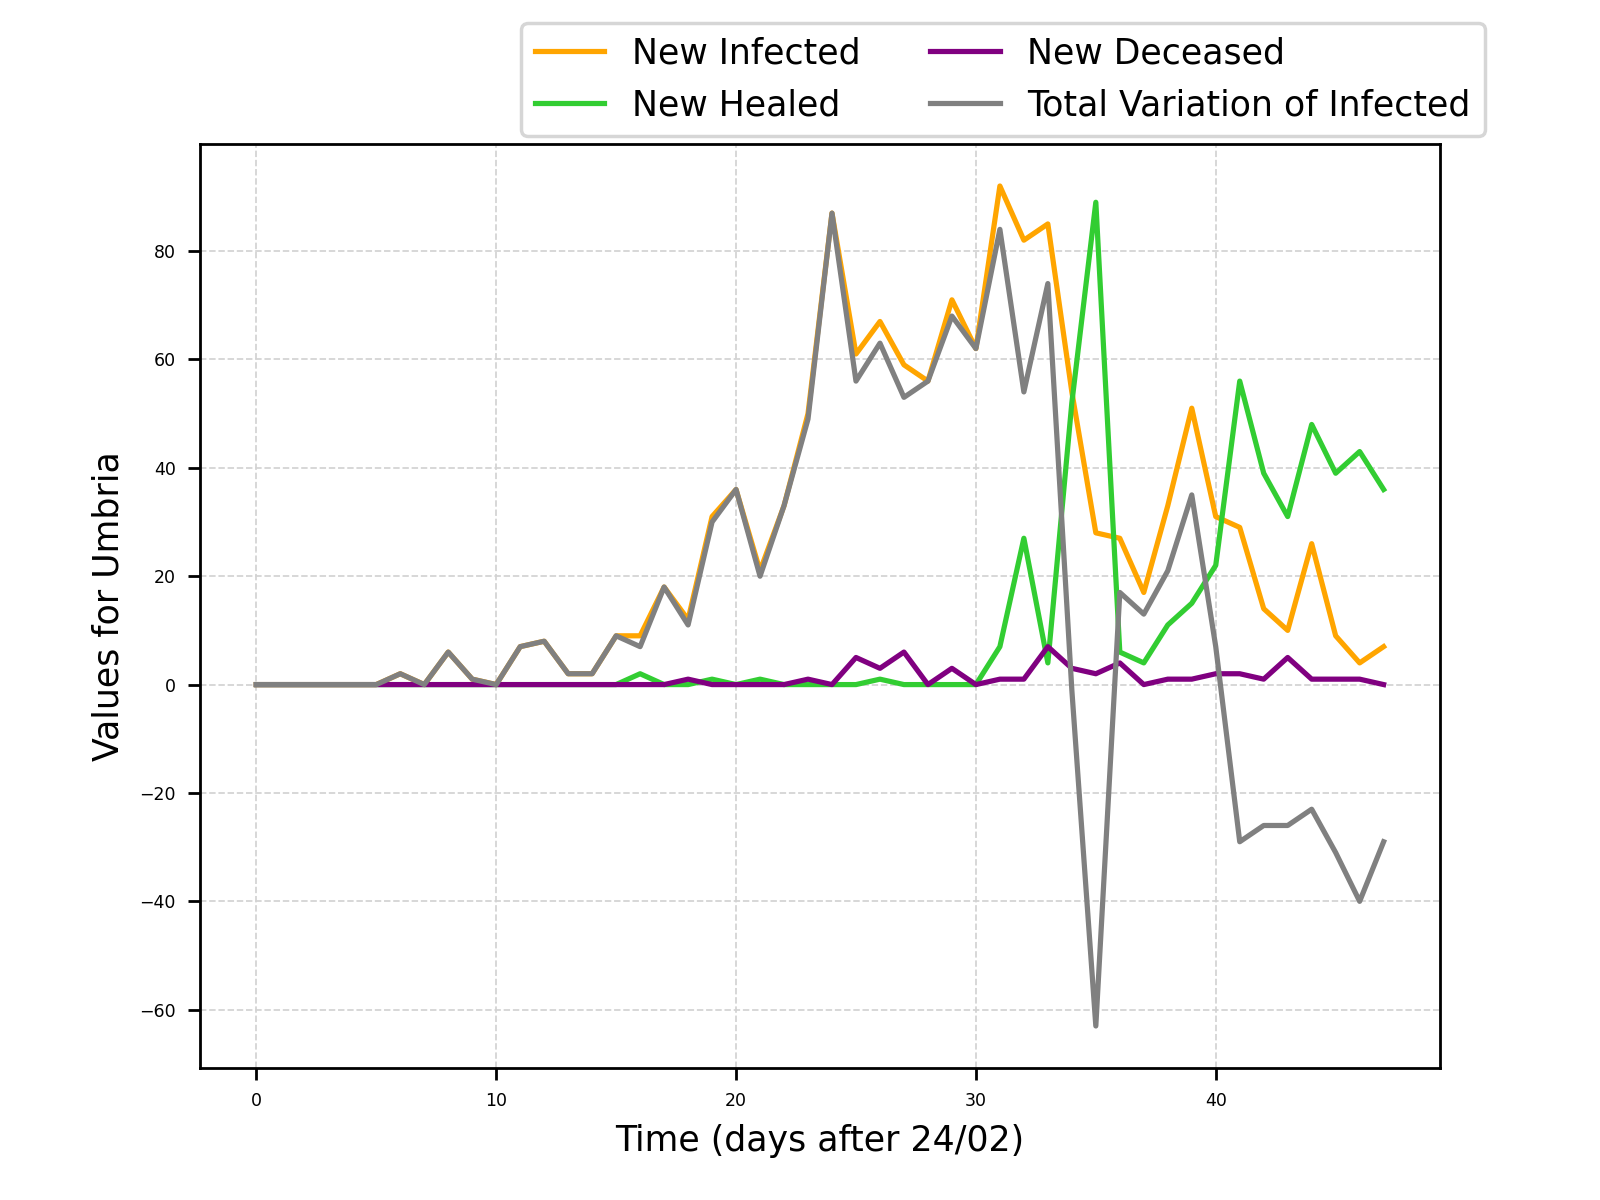 New Infected
New Healed
New Deceased
Total Variation of Infected
Values for Umbria
80
60
40
20
0
−20
−40
−60
0 10 20 30 40
Time (days after 24/02)